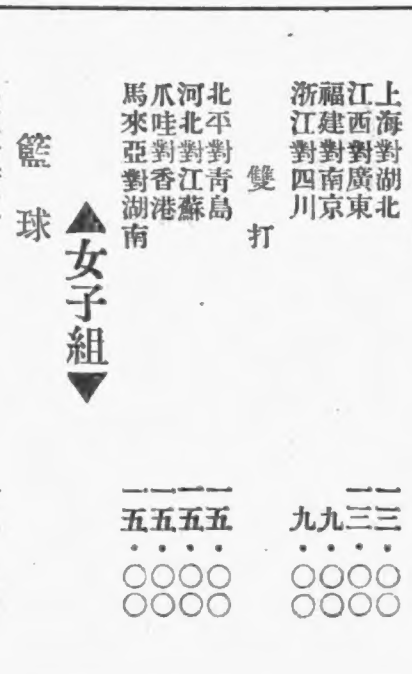 上海對湖北 一三・〇〇
江西對廣東 一三・〇〇
福建對南京 九・〇〇
浙江對四川 九・〇〇
雙打
北平對青島 一五・〇〇
河北對江蘇 一五・〇〇
爪哇對香港 一五・〇〇
馬來亞對湖南 一五・〇〇
▲女子組▼
籃球